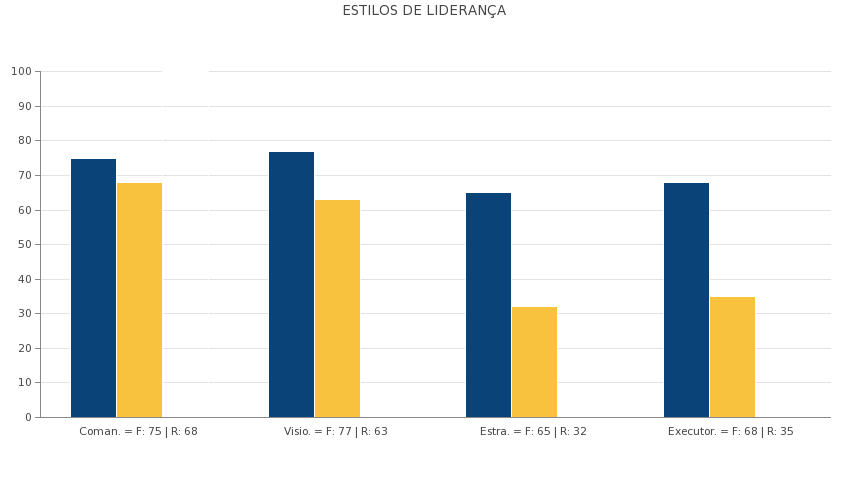 ESTILOS DE LIDERANÇA
100
90
80
70
60
50
40
30
20
10
0
Coman. = F: 75 | R: 68
Visio. = F: 77 | R: 63
Estra. = F: 65 | R: 32
Executor. = F: 68 | R: 35